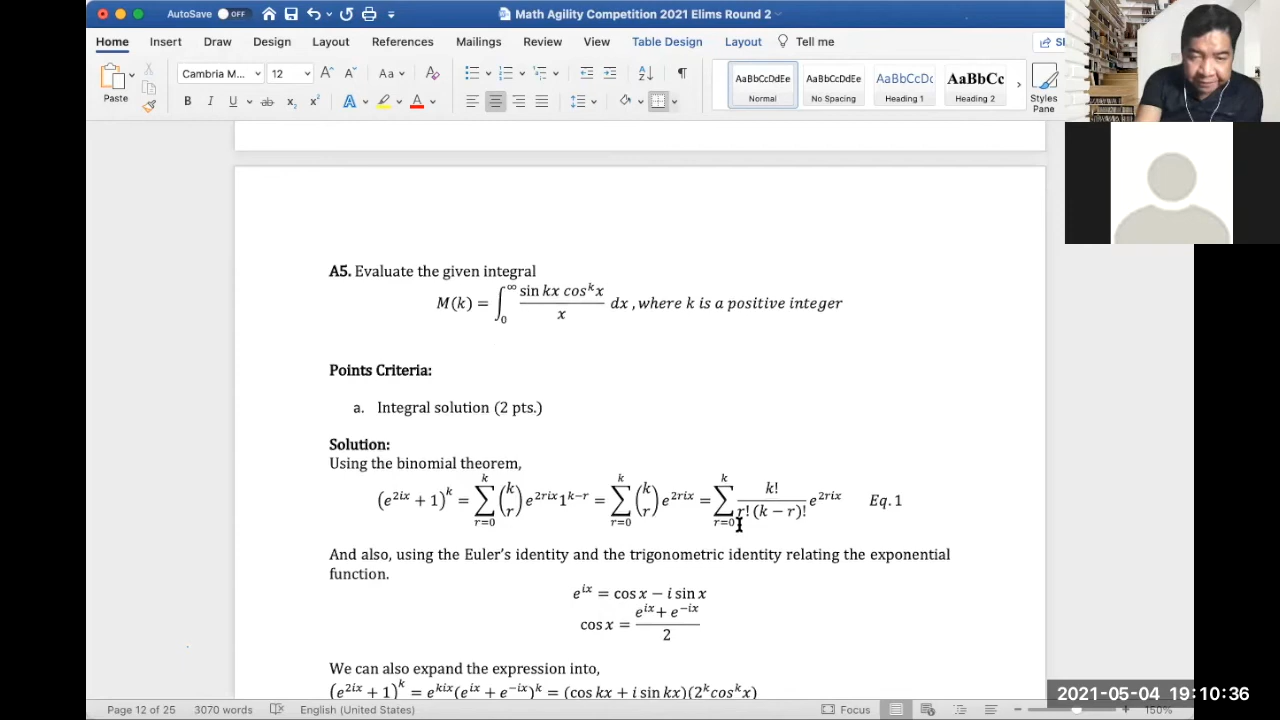 AutoSave OFF
Math Agility Competition 2021 Elims Round 2
Home Insert Draw Design Layout References Mailings Review View Table Design Layout Tell me
Paste
Cambria M... 12
AaBbCcDdEe AaBbCcDdEe AaBbCcDc AaBbCc
Normal No Spacing Heading 1 Heading 2
Styles Pane
A5. Evaluate the given integral
M(k) = ∫₀^∞ (sin kx cos^k x)/x dx , where k is a positive integer
Points Criteria:
a. Integral solution (2 pts.)
Solution:
Using the binomial theorem,
(e^{2ix} + 1)^k = ∑_{r=0}^{k} (k r) e^{2rix} 1^{k−r} = ∑_{r=0}^{k} (k r) e^{2rix} = ∑_{r=0}^{k} k!/(r! (k − r)!) e^{2rix} Eq. 1
And also, using the Euler's identity and the trigonometric identity relating the exponential
function.
e^{ix} = cos x − i sin x
cos x = (e^{ix} + e^{−ix})/2
We can also expand the expression into,
(e^{2ix} + 1)^k = e^{kix}(e^{ix} + e^{−ix})^k = (cos kx + i sin kx)(2^k cos^k x)
Page 12 of 25 3070 words English (United States) Focus 150%
2021-05-04 19:10:36